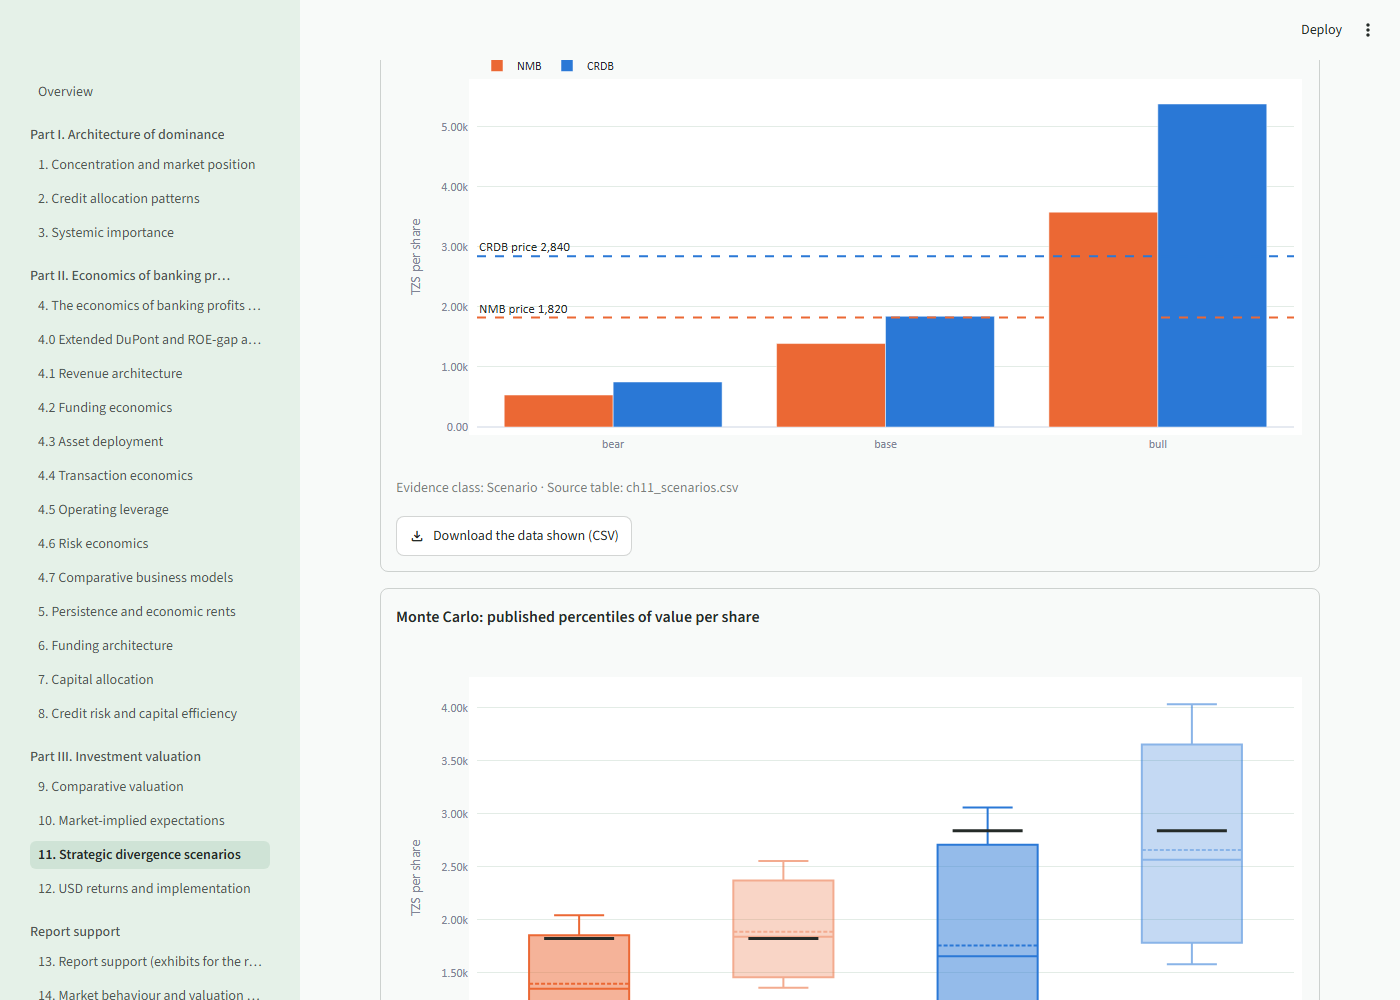 Deploy
Overview
Part I. Architecture of dominance
1. Concentration and market position
2. Credit allocation patterns
3. Systemic importance
Part II. Economics of banking pr…
4. The economics of banking profits …
4.0 Extended DuPont and ROE-gap a…
4.1 Revenue architecture
4.2 Funding economics
4.3 Asset deployment
4.4 Transaction economics
4.5 Operating leverage
4.6 Risk economics
4.7 Comparative business models
5. Persistence and economic rents
6. Funding architecture
7. Capital allocation
8. Credit risk and capital efficiency
Part III. Investment valuation
9. Comparative valuation
10. Market-implied expectations
11. Strategic divergence scenarios
12. USD returns and implementation
Report support
13. Report support (exhibits for the r…
14. Market behaviour and valuation …
NMB CRDB
5.00k
4.00k
3.00k
2.00k
1.00k
0.00
TZS per share
CRDB price 2,840
NMB price 1,820
bear base bull
Evidence class: Scenario · Source table: ch11_scenarios.csv
Download the data shown (CSV)
Monte Carlo: published percentiles of value per share
4.00k
3.50k
3.00k
2.50k
2.00k
1.50k
TZS per share